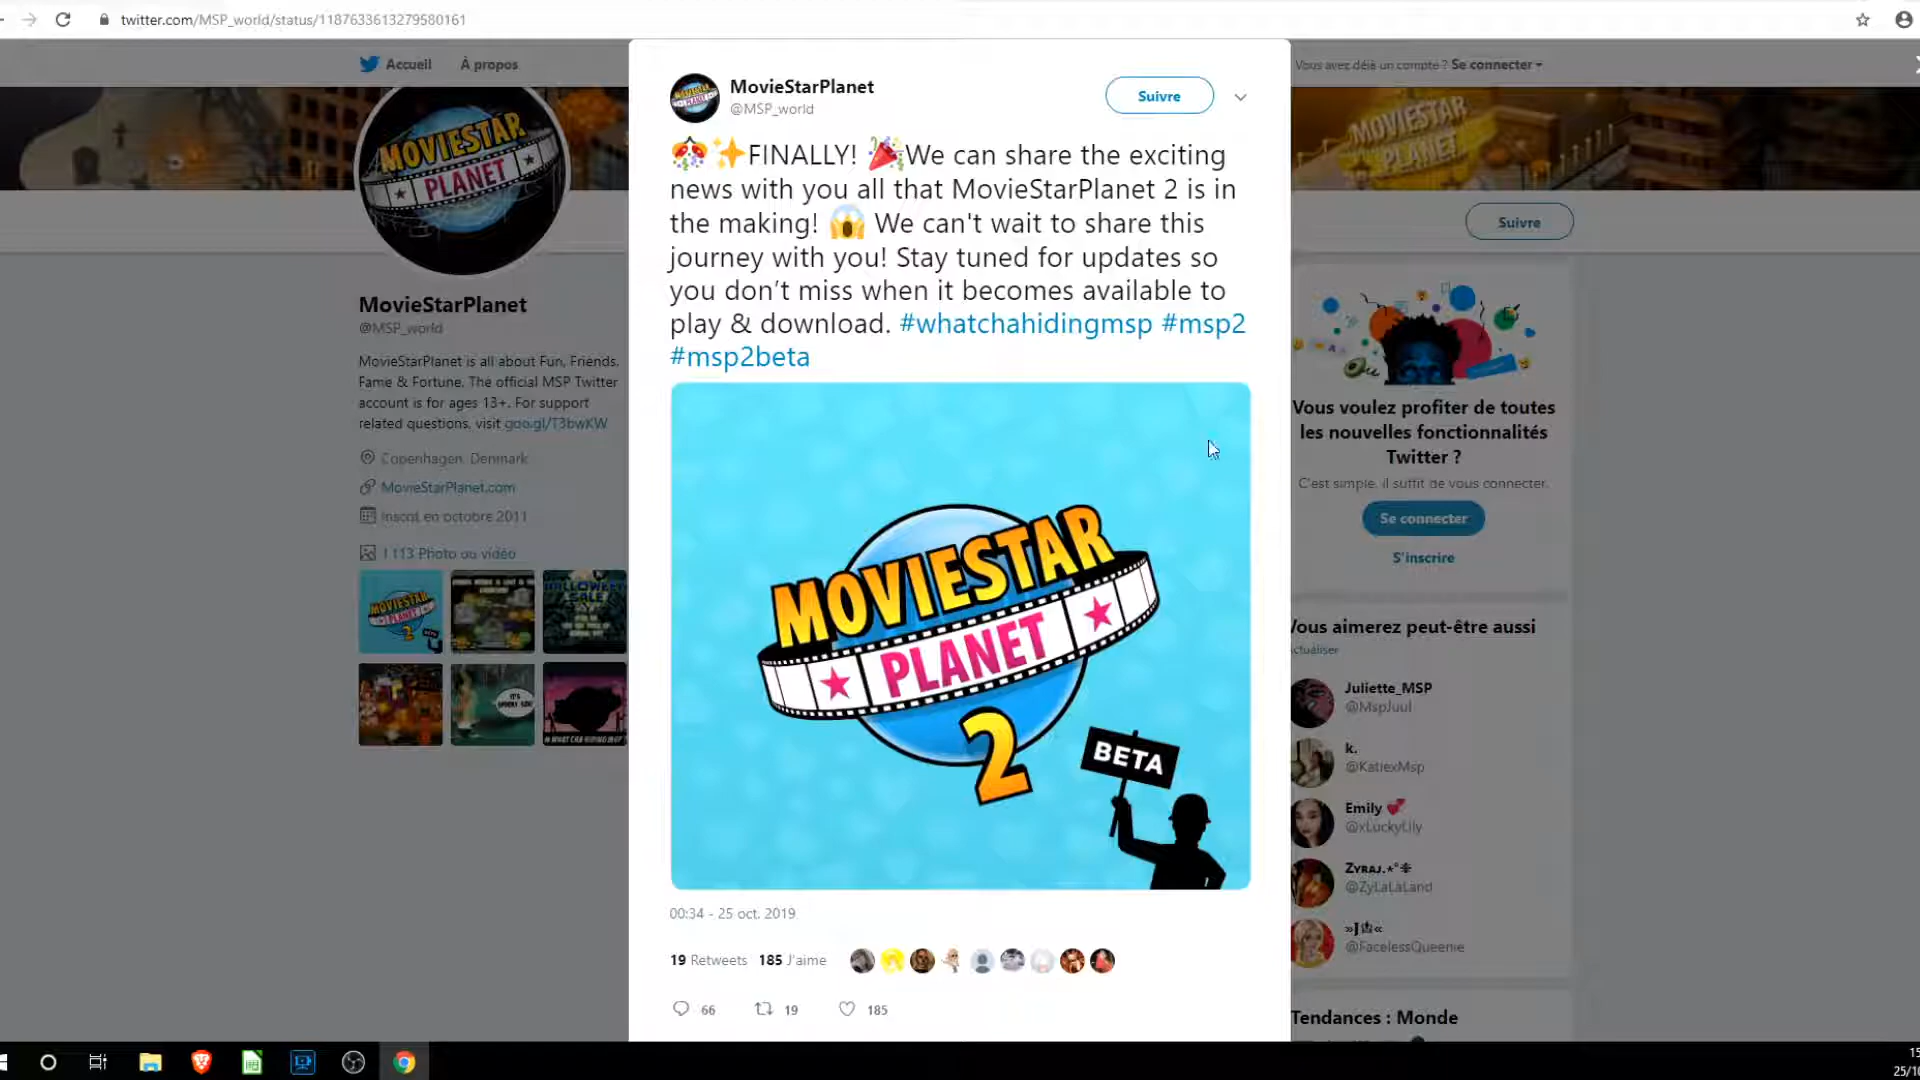 twitter.com/MSP_world/status/1187633613279580161
Accueil À propos
Vous avez déjà un compte ? Se connecter
MOVIESTAR
PLANET
MovieStarPlanet
@MSP_world
Suivre
🎊✨FINALLY! 🎉We can share the exciting
news with you all that MovieStarPlanet 2 is in
the making! 😱 We can't wait to share this
journey with you! Stay tuned for updates so
you don’t miss when it becomes available to
play & download. #whatchahidingmsp #msp2
#msp2beta
MOVIESTAR
PLANET
2
BETA
00:34 - 25 oct. 2019
19 Retweets 185 J'aime
66 19 185
MovieStarPlanet
@MSP_world
MovieStarPlanet is all about Fun, Friends,
Fame & Fortune. The official MSP Twitter
account is for ages 13+. For support
related questions, visit goo.gl/T3bwKW
Copenhagen, Denmark
MovieStarPlanet.com
Inscrit en octobre 2011
1 113 Photo ou vidéo
MOVIESTAR
PLANET
Suivre
Vous voulez profiter de toutes
les nouvelles fonctionnalités
Twitter ?
C'est simple, il suffit de vous connecter.
Se connecter
S'inscrire
Vous aimerez peut-être aussi
Actualiser
Juliette_MSP
@MspJuul
k.
@KatiexMsp
Emily 💕
@xLuckyLily
@ZyLaLaLand
@FacelessQueenie
Tendances : Monde